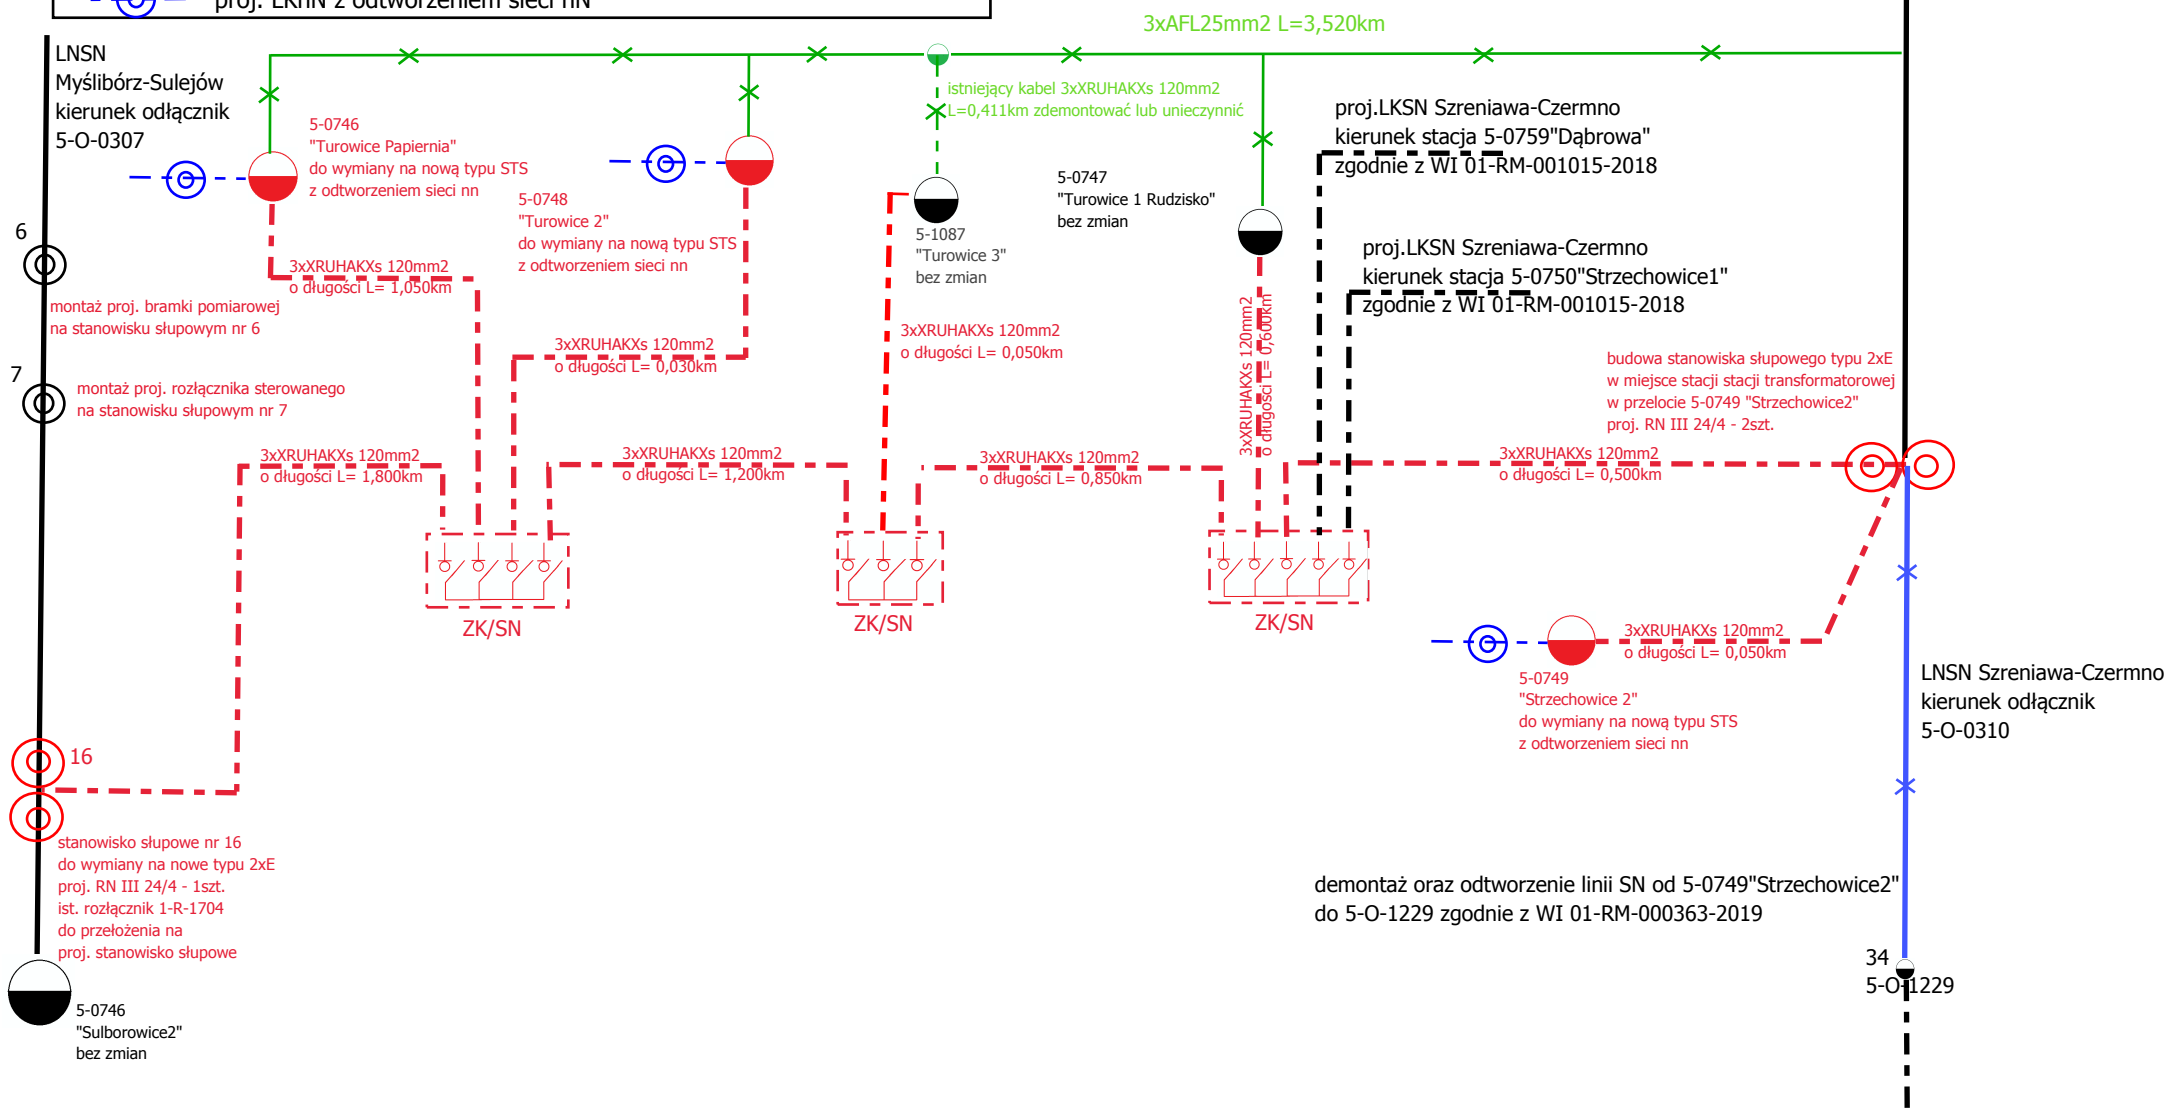 proj. LKnN z odtworzeniem sieci nN
3xAFL25mm2 L=3,520km
LNSN
Myślibórz-Sulejów
kierunek odłącznik
5-O-0307
5-0746
"Turowice Papiernia"
do wymiany na nową typu STS
z odtworzeniem sieci nn
5-0748
"Turowice 2"
do wymiany na nową typu STS
z odtworzeniem sieci nn
istniejący kabel 3xXRUHAKXs 120mm2
L=0,411km zdemontować lub unieczynnić
5-1087
"Turowice 3"
bez zmian
5-0747
"Turowice 1 Rudzisko"
bez zmian
proj.LKSN Szreniawa-Czermno
kierunek stacja 5-0759"Dąbrowa"
zgodnie z WI 01-RM-001015-2018
proj.LKSN Szreniawa-Czermno
kierunek stacja 5-0750"Strzechowice1"
zgodnie z WI 01-RM-001015-2018
6
montaż proj. bramki pomiarowej
na stanowisku słupowym nr 6
7
montaż proj. rozłącznika sterowanego
na stanowisku słupowym nr 7
3xXRUHAKXs 120mm2
o długości L= 1,050km
3xXRUHAKXs 120mm2
o długości L= 0,030km
3xXRUHAKXs 120mm2
o długości L= 0,050km
3xXRUHAKXs 120mm2
o długości L= 0,600km
budowa stanowiska słupowego typu 2xE
w miejsce stacji stacji transformatorowej
w przelocie 5-0749 "Strzechowice2"
proj. RN III 24/4 - 2szt.
3xXRUHAKXs 120mm2
o długości L= 1,800km
3xXRUHAKXs 120mm2
o długości L= 1,200km
3xXRUHAKXs 120mm2
o długości L= 0,850km
3xXRUHAKXs 120mm2
o długości L= 0,500km
ZK/SN
ZK/SN
ZK/SN
3xXRUHAKXs 120mm2
o długości L= 0,050km
5-0749
"Strzechowice 2"
do wymiany na nową typu STS
z odtworzeniem sieci nn
LNSN Szreniawa-Czermno
kierunek odłącznik
5-O-0310
16
stanowisko słupowe nr 16
do wymiany na nowe typu 2xE
proj. RN III 24/4 - 1szt.
ist. rozłącznik 1-R-1704
do przełożenia na
proj. stanowisko słupowe
5-0746
"Sulborowice2"
bez zmian
demontaż oraz odtworzenie linii SN od 5-0749"Strzechowice2"
do 5-O-1229 zgodnie z WI 01-RM-000363-2019
34
5-O-1229